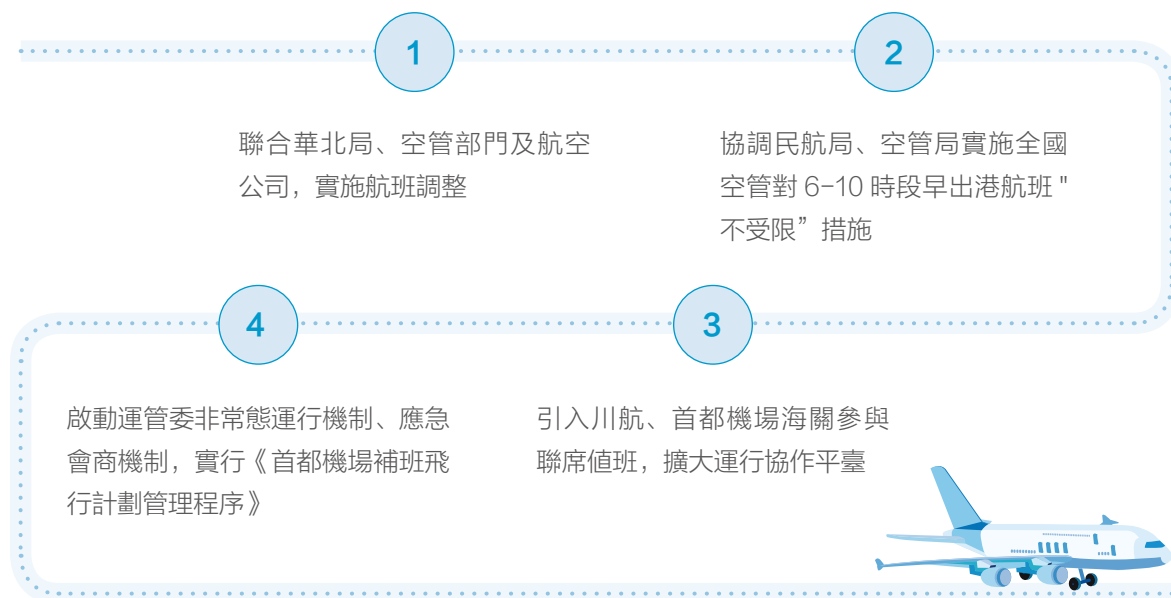 1
聯合華北局、空管部門及航空
公司，實施航班調整
2
協調民航局、空管局實施全國
空管對 6-10 時段早出港航班 "
不受限”措施
3
引入川航、首都機場海關參與
聯席值班，擴大運行協作平臺
4
啟動運管委非常態運行機制、應急
會商機制，實行《首都機場補班飛
行計劃管理程序》